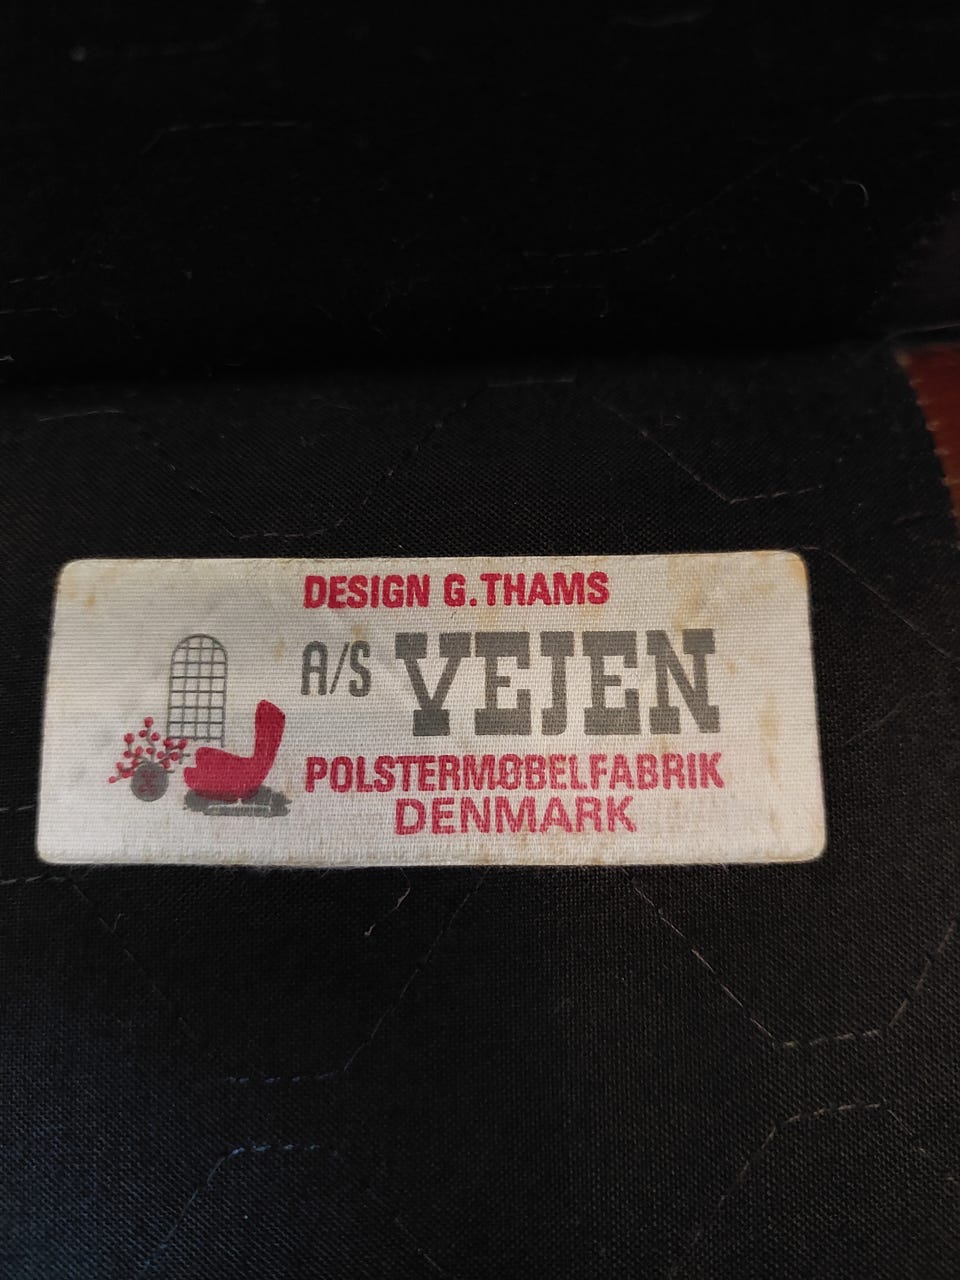 DESIGN G.THAMS
A/S VEJEN
POLSTERMØBELFABRIK
DENMARK